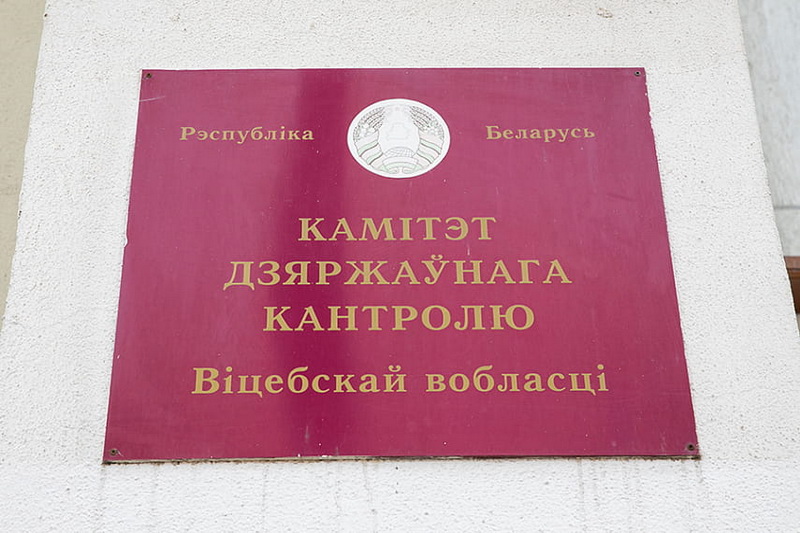 Рэспубліка Беларусь
КАМІТЭТ
ДЗЯРЖАЎНАГА
КАНТРОЛЮ
Віцебскай вобласці